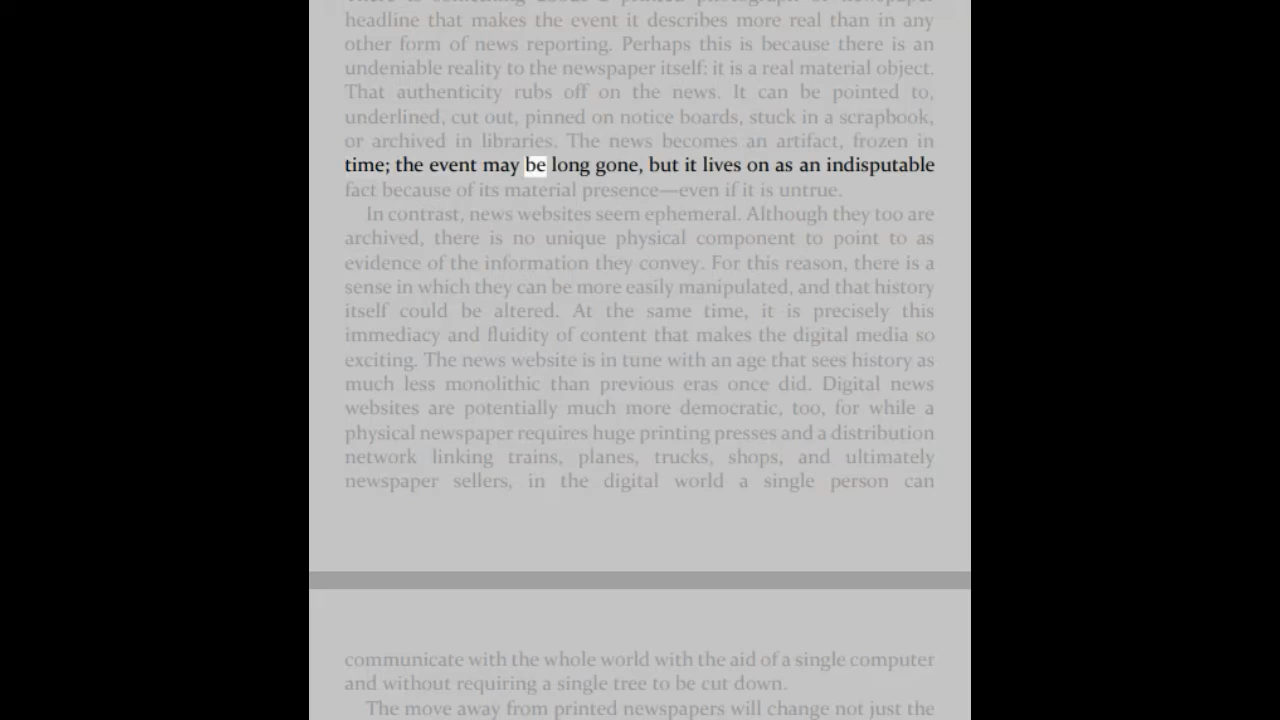 There is something about a printed photograph or newspaper
headline that makes the event it describes more real than in any
other form of news reporting. Perhaps this is because there is an
undeniable reality to the newspaper itself: it is a real material object.
That authenticity rubs off on the news. It can be pointed to,
underlined, cut out, pinned on notice boards, stuck in a scrapbook,
or archived in libraries. The news becomes an artifact, frozen in
time; the event may be long gone, but it lives on as an indisputable
fact because of its material presence—even if it is untrue.
In contrast, news websites seem ephemeral. Although they too are
archived, there is no unique physical component to point to as
evidence of the information they convey. For this reason, there is a
sense in which they can be more easily manipulated, and that history
itself could be altered. At the same time, it is precisely this
immediacy and fluidity of content that makes the digital media so
exciting. The news website is in tune with an age that sees history as
much less monolithic than previous eras once did. Digital news
websites are potentially much more democratic, too, for while a
physical newspaper requires huge printing presses and a distribution
network linking trains, planes, trucks, shops, and ultimately
newspaper sellers, in the digital world a single person can
communicate with the whole world with the aid of a single computer
and without requiring a single tree to be cut down.
The move away from printed newspapers will change not just the